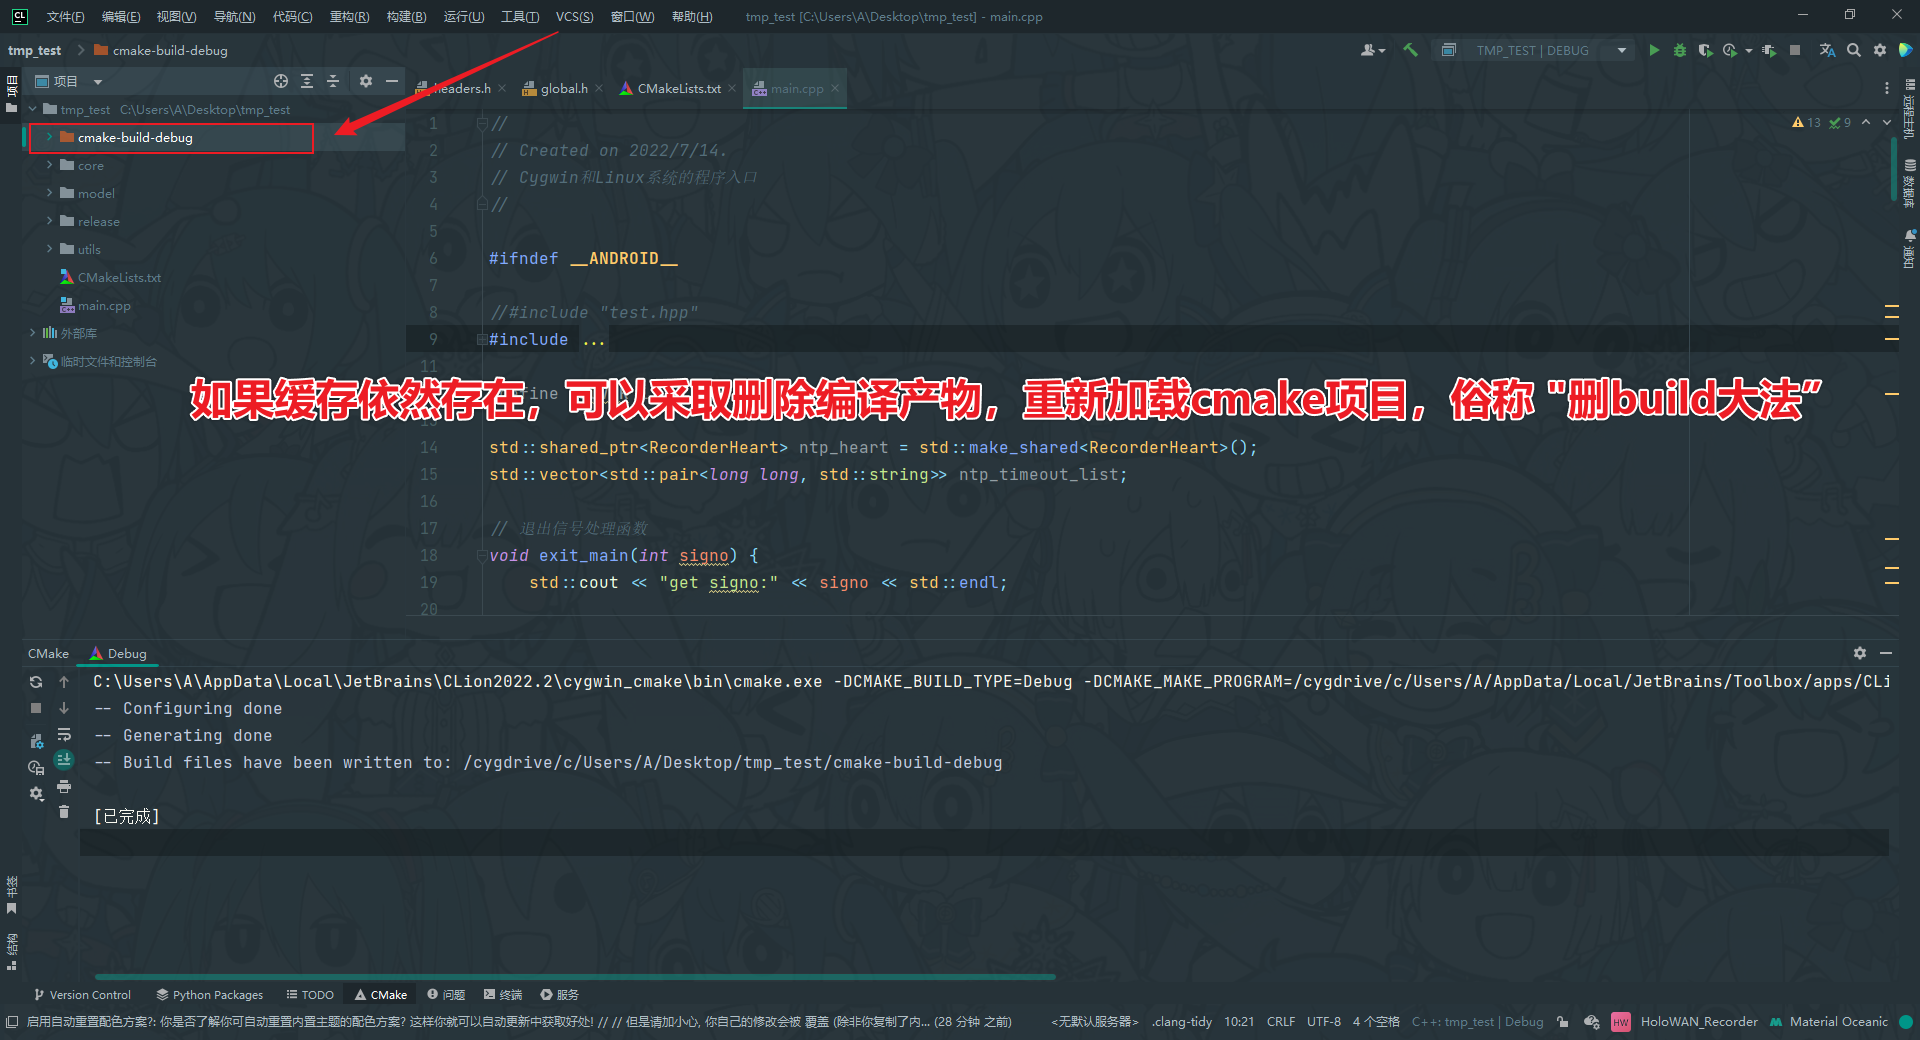 CL 文件(F) 编辑(E) 视图(V) 导航(N) 代码(C) 重构(R) 构建(B) 运行(U) 工具(T) VCS(S) 窗口(W) 帮助(H) tmp_test [C:\Users\A\Desktop\tmp_test] - main.cpp
tmp_test cmake-build-debug TMP_TEST | DEBUG
项目
项目
headers.h global.h CMakeLists.txt main.cpp
tmp_test C:\Users\A\Desktop\tmp_test
cmake-build-debug
core
model
release
utils
CMakeLists.txt
main.cpp
外部库
临时文件和控制台
13 9
远程主机
数据库
通知
1 //
2 // Created on 2022/7/14.
3 // Cygwin和Linux系统的程序入口
4 //
5
6 #ifndef __ANDROID__
7
8 //#include "test.hpp"
9 #include ...
11
如果缓存依然存在，可以采取删除编译产物，重新加载cmake项目，俗称 "删build大法"
14 std::shared_ptr<RecorderHeart> ntp_heart = std::make_shared<RecorderHeart>();
15 std::vector<std::pair<long long, std::string>> ntp_timeout_list;
16
17 // 退出信号处理函数
18 void exit_main(int signo) {
19 std::cout << "get signo:" << signo << std::endl;
20
CMake Debug
C:\Users\A\AppData\Local\JetBrains\CLion2022.2\cygwin_cmake\bin\cmake.exe -DCMAKE_BUILD_TYPE=Debug -DCMAKE_MAKE_PROGRAM=/cygdrive/c/Users/A/AppData/Local/JetBrains/Toolbox/apps/CLi
-- Configuring done
-- Generating done
-- Build files have been written to: /cygdrive/c/Users/A/Desktop/tmp_test/cmake-build-debug
[已完成]
书签
结构
Version Control Python Packages TODO CMake 问题 终端 服务
启用自动重置配色方案?: 你是否了解你可自动重置内置主题的配色方案? 这样你就可以自动更新中获取好处! // // 但是请加小心, 你自己的修改会被 覆盖 (除非你复制了内... (28 分钟 之前) <无默认服务器> .clang-tidy 10:21 CRLF UTF-8 4 个空格 C++: tmp_test | Debug HW HoloWAN_Recorder Material Oceanic